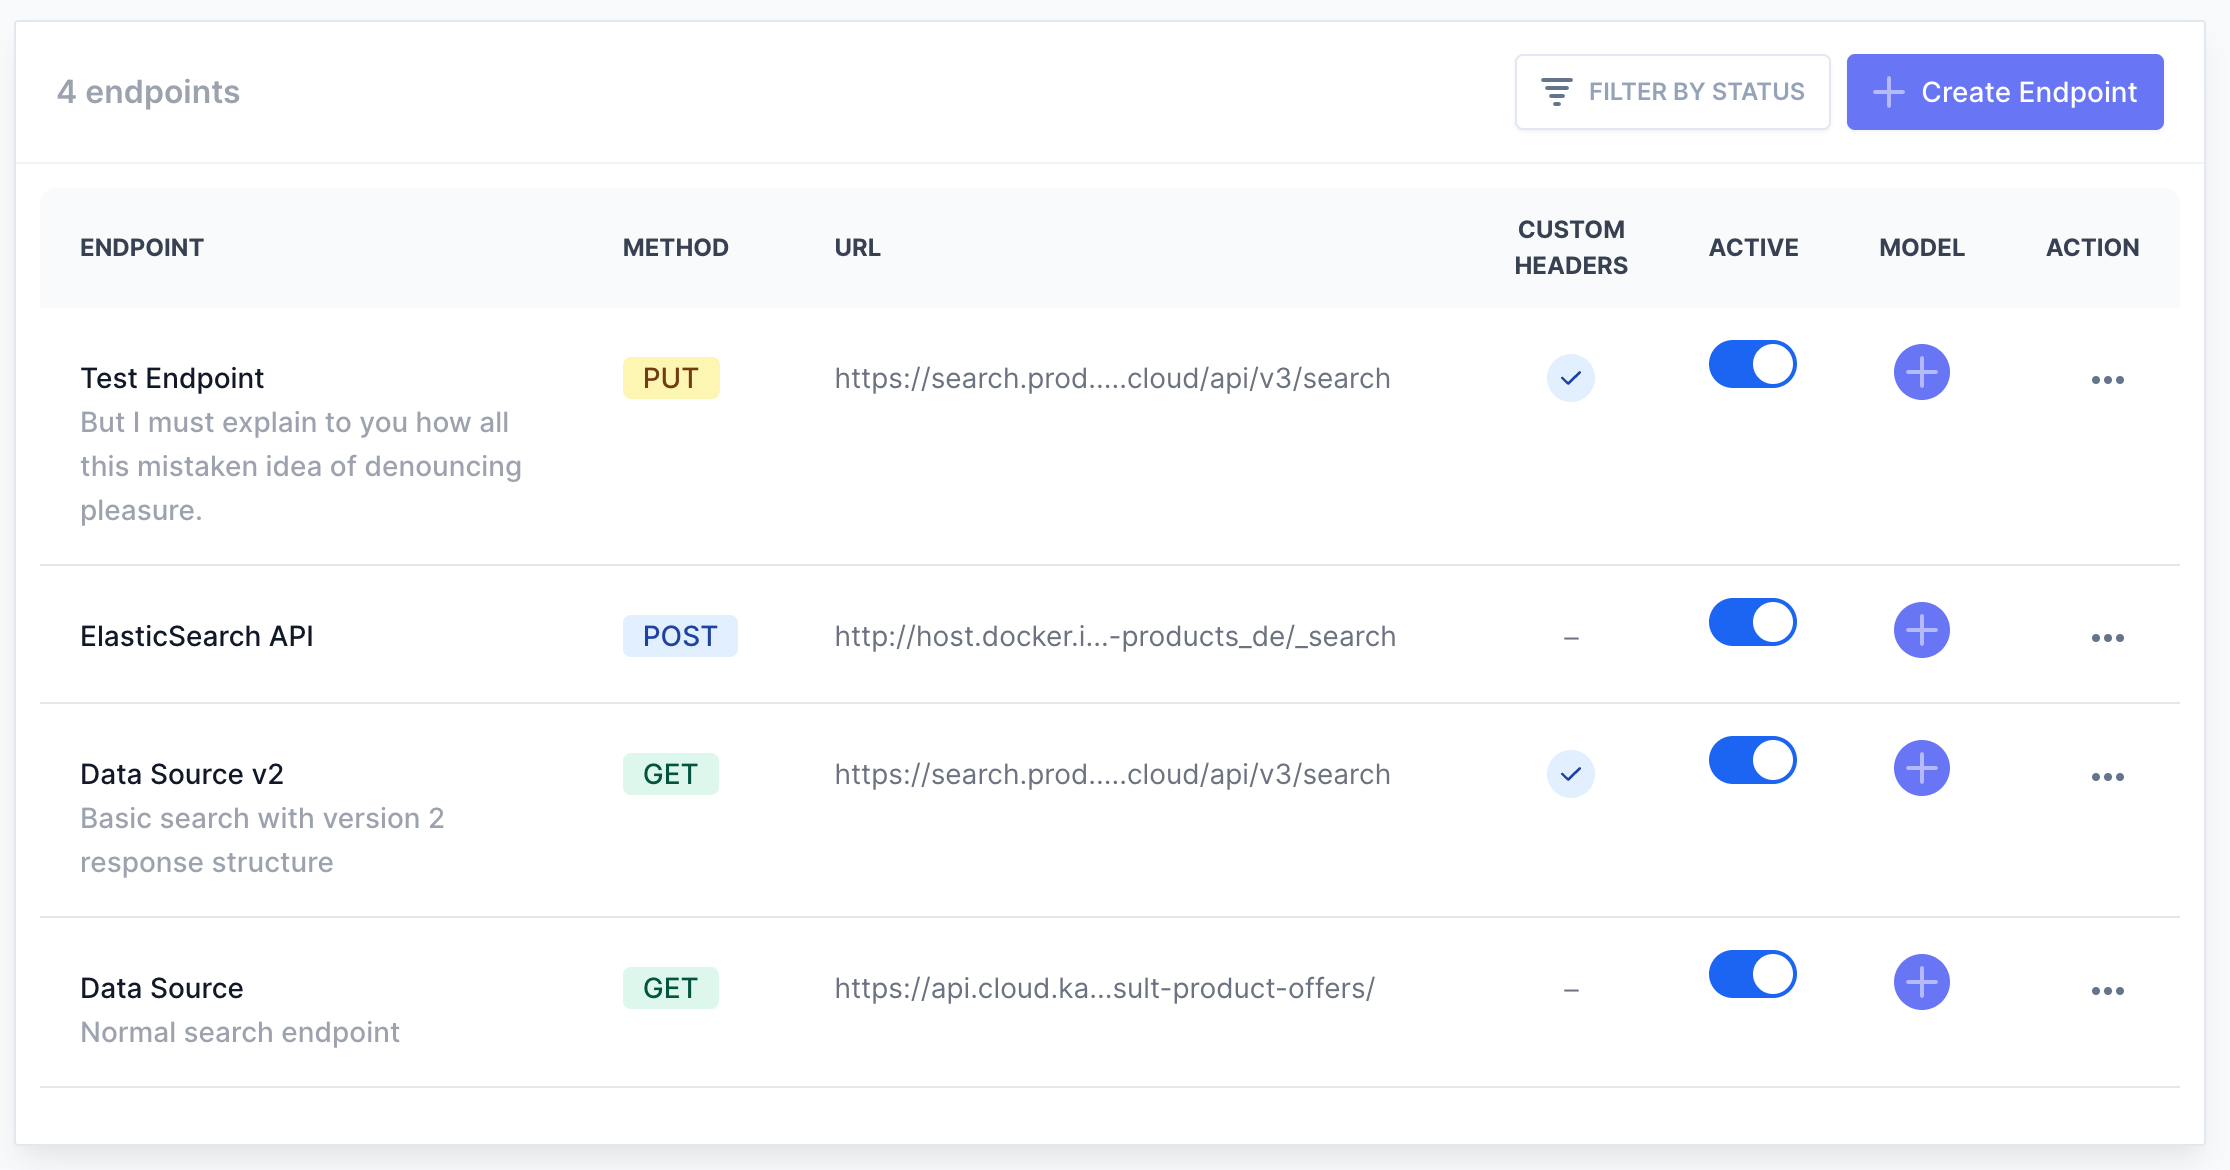 4 endpoints
FILTER BY STATUS
Create Endpoint
ENDPOINT
METHOD
URL
CUSTOM
HEADERS
ACTIVE
MODEL
ACTION
Test Endpoint
PUT
https://search.prod.....cloud/api/v3/search
But I must explain to you how all
this mistaken idea of denouncing
pleasure.
ElasticSearch API
POST
http://host.docker.i...-products_de/_search
–
Data Source v2
GET
https://search.prod.....cloud/api/v3/search
Basic search with version 2
response structure
Data Source
GET
https://api.cloud.ka...sult-product-offers/
–
Normal search endpoint